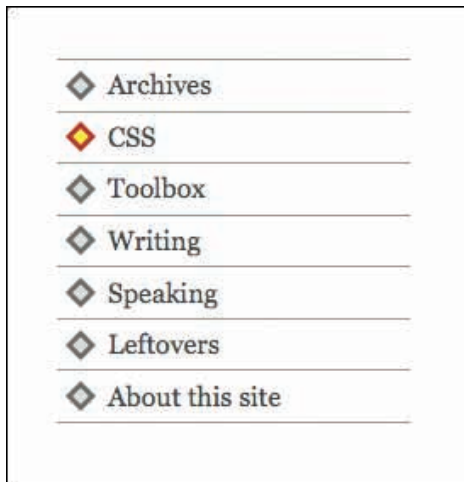 Archives
CSS
Toolbox
Writing
Speaking
Leftovers
About this site